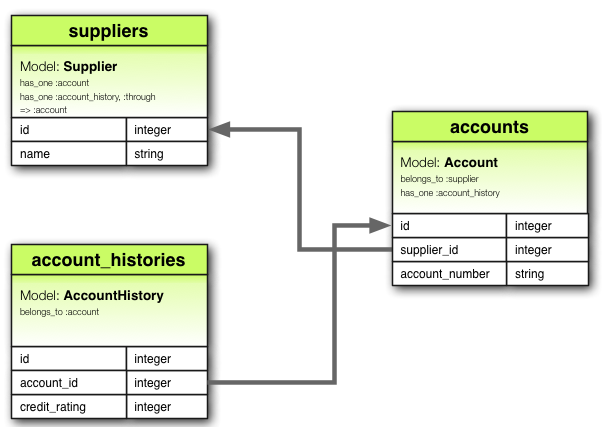 suppliers
Model: Supplier
has_one :account
has_one :account_history, :through
=> :account
id integer
name string
accounts
Model: Account
belongs_to :supplier
has_one :account_history
id integer
supplier_id integer
account_number string
account_histories
Model: AccountHistory
belongs_to :account
id integer
account_id integer
credit_rating integer